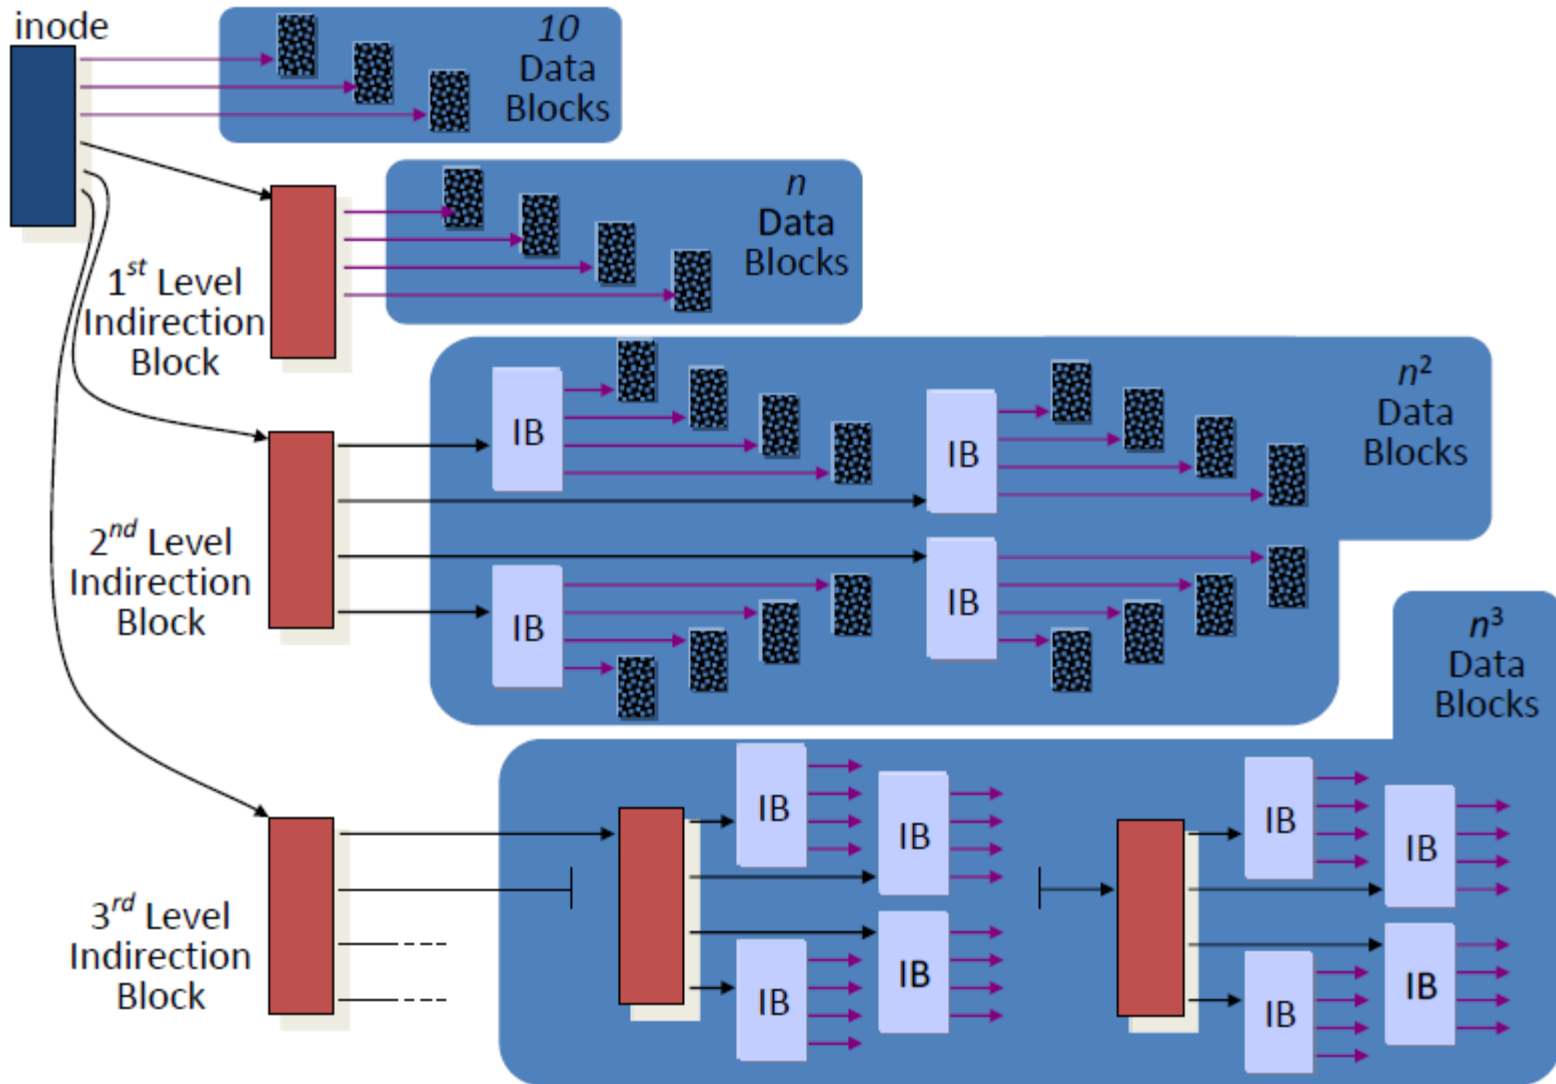 inode
10
Data
Blocks
n
Data
Blocks
1st Level
Indirection
Block
n²
Data
Blocks
IB
IB
2nd Level
Indirection
Block
IB
IB
n³
Data
Blocks
IB
IB
IB
IB
3rd Level
Indirection
Block
IB
IB
IB
IB